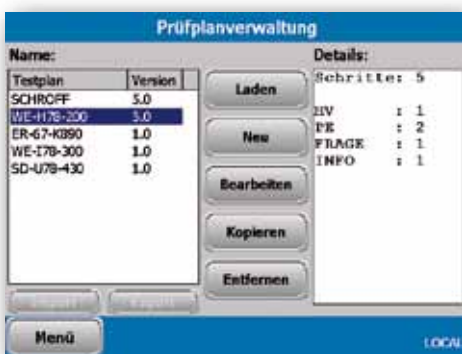 Prüfplanverwaltung
Name:
Details:
Testplan Version
SCHROFF 5.0
WE-H78-200 5.0
ER-67-K890 1.0
WE-I78-300 1.0
SD-U78-430 1.0
Laden
Neu
Bearbeiten
Kopieren
Entfernen
Schritte: 5
HV : 1
PE : 2
FRAGE : 1
INFO : 1
Menü
LOCAL